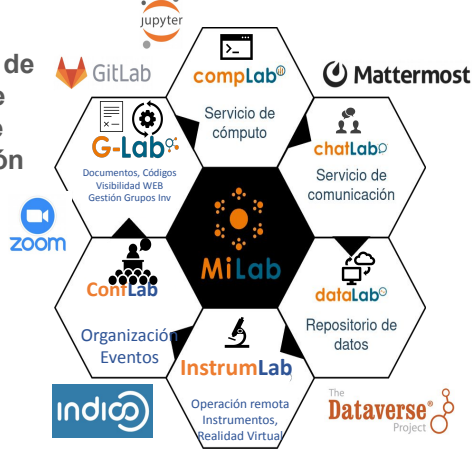 jupyter
de
e
e
ón
GitLab
compLab
Servicio de
cómputo
Mattermost
G-Lab
Documentos, Códigos
Visibilidad WEB
Gestión Grupos Inv
chatLab
Servicio de
comunicación
zoom
MiLab
ConfLab
Organización
Eventos
dataLab
Repositorio de
datos
InstrumLab
Operación remota
Instrumentos,
Realidad Virtual
indico
The
Dataverse®
Project